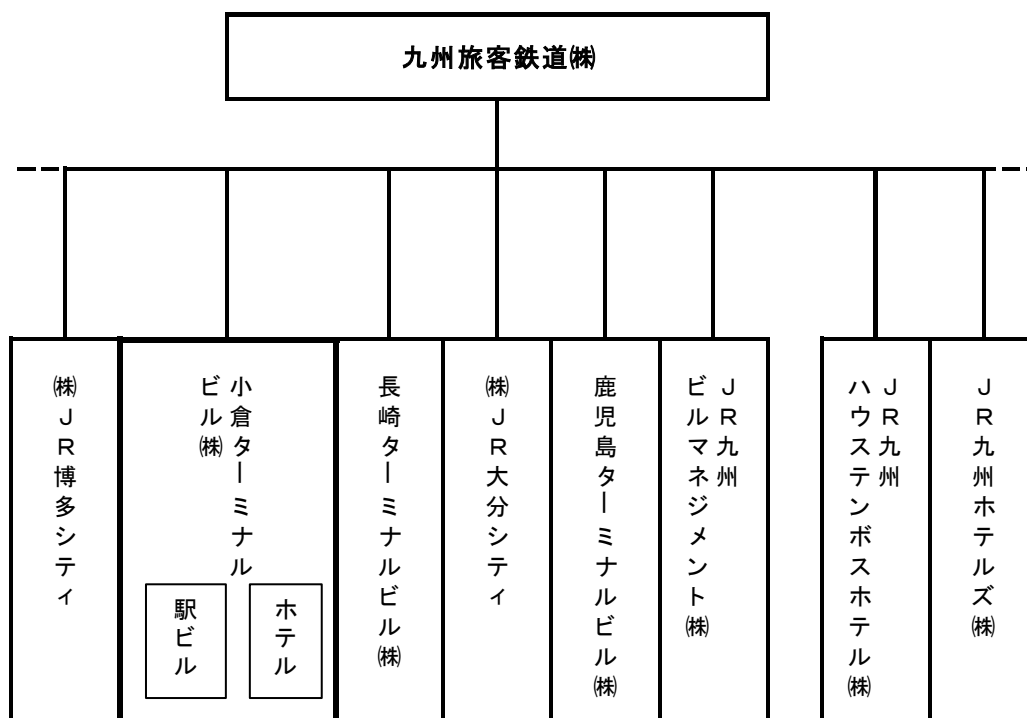 九州旅客鉄道㈱
㈱JR博多シティ
小倉ターミナル
ビル㈱
駅ビル
ホテル
長崎ターミナルビル㈱
㈱JR大分シティ
鹿児島ターミナルビル㈱
JR九州
ビルマネジメント㈱
JR九州
ハウステンボスホテル㈱
JR九州ホテルズ㈱